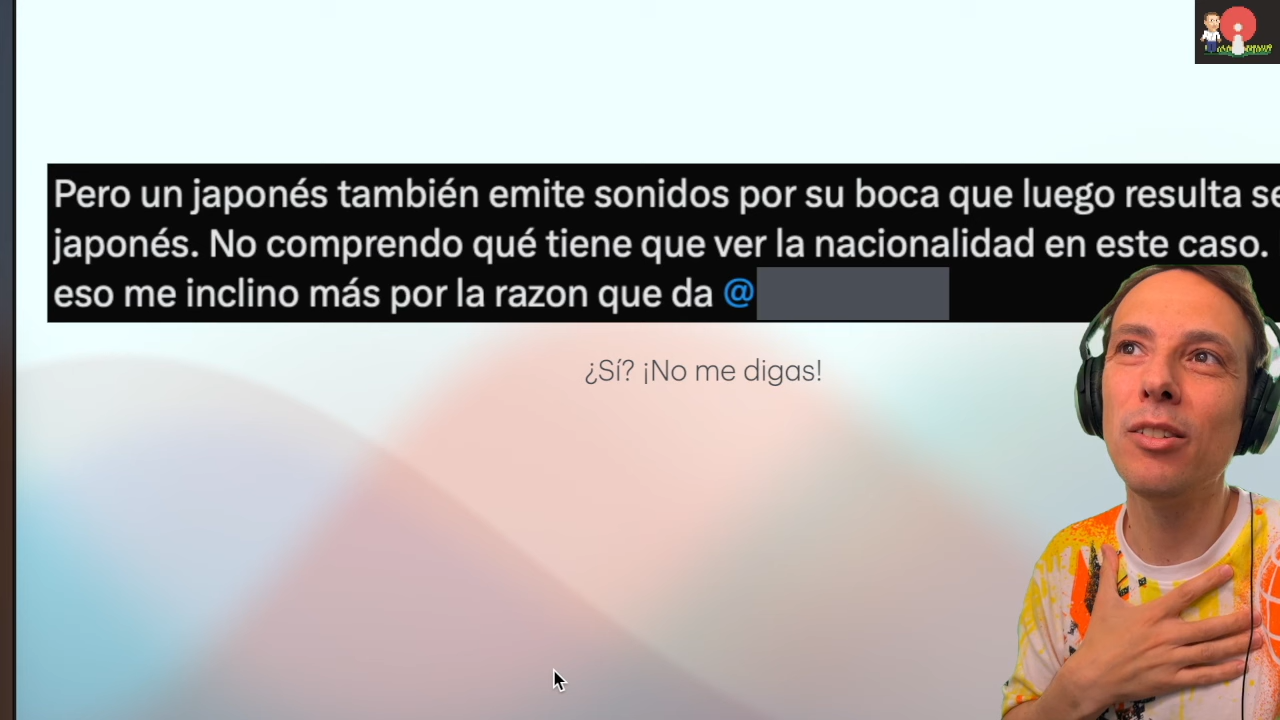 Pero un japonés también emite sonidos por su boca que luego resulta
japonés. No comprendo qué tiene que ver la nacionalidad en este caso.
eso me inclino más por la razon que da @
¿Sí? ¡No me digas!